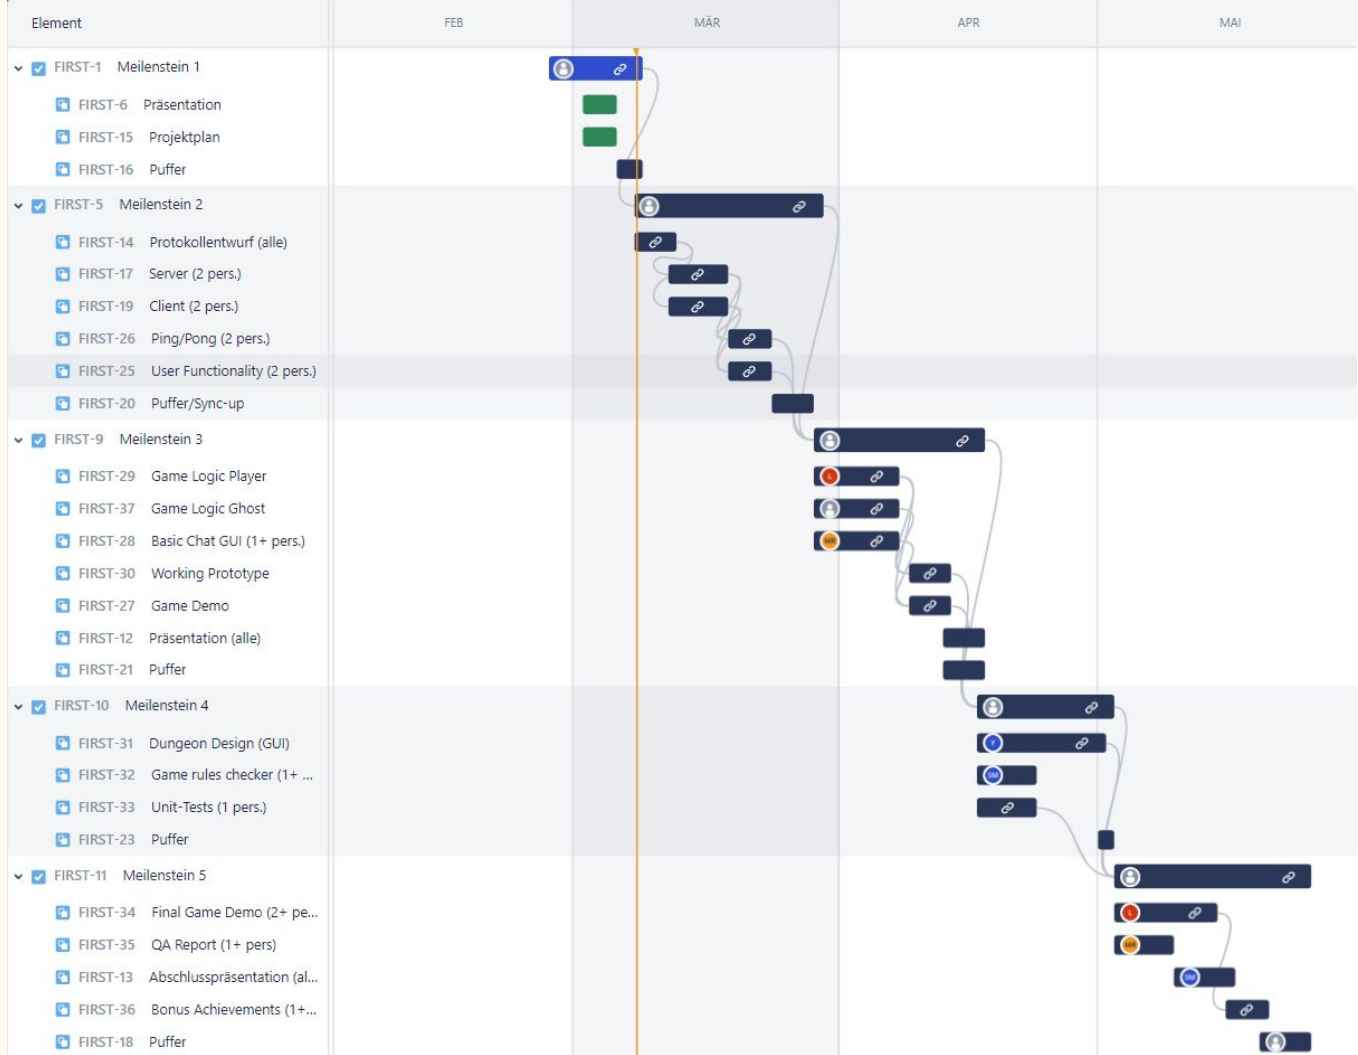 Element FEB MÄR APR MAI
FIRST-1 Meilenstein 1
FIRST-6 Präsentation
FIRST-15 Projektplan
FIRST-16 Puffer
FIRST-5 Meilenstein 2
FIRST-14 Protokollentwurf (alle)
FIRST-17 Server (2 pers.)
FIRST-19 Client (2 pers.)
FIRST-26 Ping/Pong (2 pers.)
FIRST-25 User Functionality (2 pers.)
FIRST-20 Puffer/Sync-up
FIRST-9 Meilenstein 3
FIRST-29 Game Logic Player L
FIRST-37 Game Logic Ghost
FIRST-28 Basic Chat GUI (1+ pers.) MR
FIRST-30 Working Prototype
FIRST-27 Game Demo
FIRST-12 Präsentation (alle)
FIRST-21 Puffer
FIRST-10 Meilenstein 4
FIRST-31 Dungeon Design (GUI) Y
FIRST-32 Game rules checker (1+ ... SM
FIRST-33 Unit-Tests (1 pers.)
FIRST-23 Puffer
FIRST-11 Meilenstein 5
FIRST-34 Final Game Demo (2+ pe... L
FIRST-35 QA Report (1+ pers) MR
FIRST-13 Abschlusspräsentation (al... SM
FIRST-36 Bonus Achievements (1+...
FIRST-18 Puffer